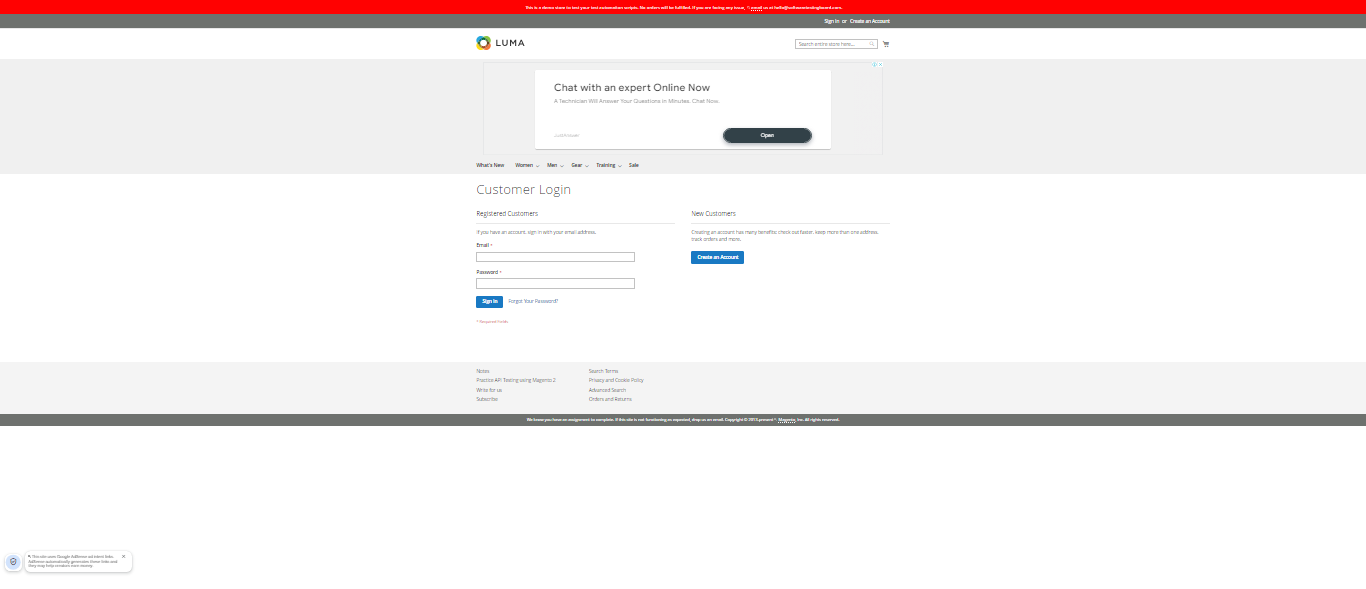 This is a demo store to test your test automation scripts. No orders will be fulfilled. If you are facing any issue, email us at hello@softwaretestingboard.com.
Sign In or Create an Account
LUMA
Search entire store here...
Chat with an expert Online Now
A Technician Will Answer Your Questions in Minutes. Chat Now.
JustAnswer
Open
What's New Women Men Gear Training Sale
Customer Login
Registered Customers
If you have an account, sign in with your email address.
Email *
Password *
Sign In Forgot Your Password?
* Required Fields
New Customers
Creating an account has many benefits: check out faster, keep more than one address,
track orders and more.
Create an Account
Notes
Practice API Testing using Magento 2
Write for us
Subscribe
Search Terms
Privacy and Cookie Policy
Advanced Search
Orders and Returns
We know you have an assignment to complete. If this site is not functioning as expected, drop us an email. Copyright © 2013-present Magento, Inc. All rights reserved.
This site uses Google AdSense ad intent links.
AdSense automatically generates these links and
they may help creators earn money.